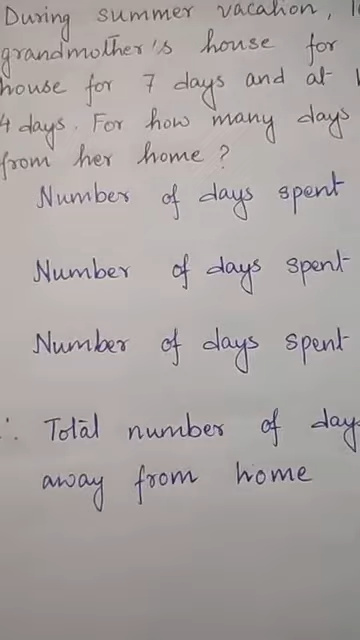 During summer vacation,
grandmother's house for
house for 7 days and at
4 days. For how many days
from her home ?
Number of days spent
Number of days spent
Number of days spent
∴ Total number of days
away from home